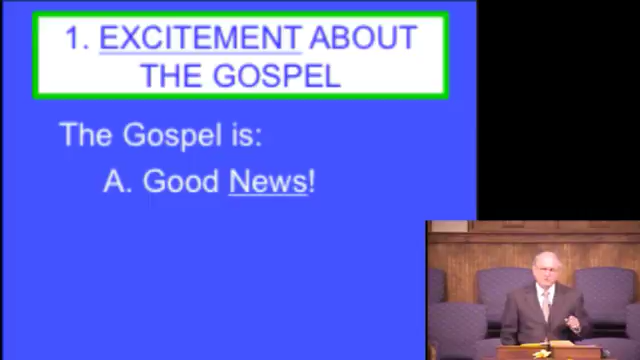 1. EXCITEMENT ABOUT
THE GOSPEL
The Gospel is:
A. Good News!